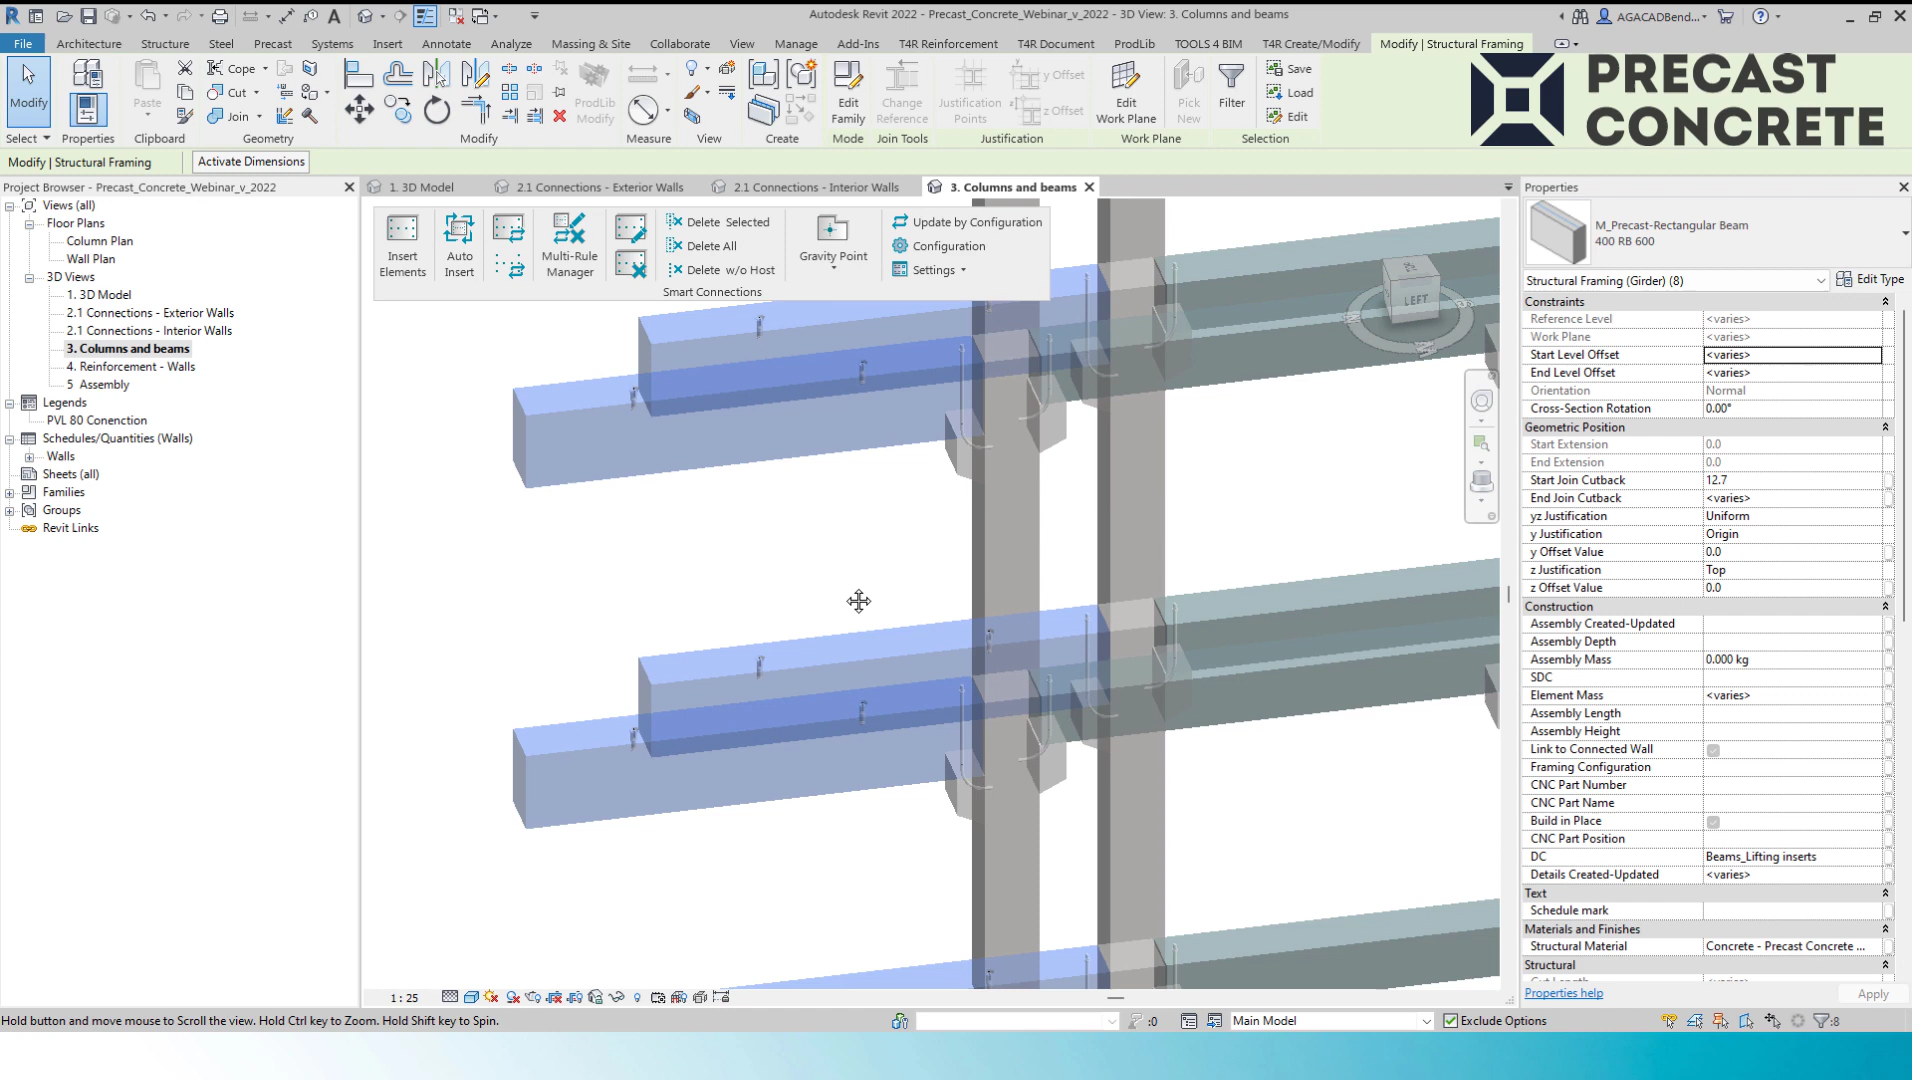 Autodesk Revit 2022 - Precast_Concrete_Webinar_v_2022 - 3D View: 3. Columns and beams
AGACADBend...
File Architecture Structure Steel Precast Systems Insert Annotate Analyze Massing & Site Collaborate View Manage Add-Ins T4R Reinforcement T4R Document ProdLib TOOLS 4 BIM T4R Create/Modify Modify | Structural Framing
PRECAST
CONCRETE
Modify
Paste
Cope
Cut
Join
ProdLib
Modify
Edit
Family
Change
Reference
Justification
Points
y Offset
z Offset
Edit
Work Plane
Pick
New
Filter
Save
Load
Edit
Select Properties Clipboard Geometry Modify Measure View Create Mode Join Tools Justification Work Plane Selection
Modify | Structural Framing Activate Dimensions
Project Browser - Precast_Concrete_Webinar_v_2022
Views (all)
Floor Plans
Column Plan
Wall Plan
3D Views
1. 3D Model
2.1 Connections - Exterior Walls
2.1 Connections - Interior Walls
3. Columns and beams
4. Reinforcement - Walls
5 Assembly
Legends
PVL 80 Conenction
Schedules/Quantities (Walls)
Walls
Sheets (all)
Families
Groups
Revit Links
1. 3D Model 2.1 Connections - Exterior Walls 2.1 Connections - Interior Walls 3. Columns and beams
Insert
Elements
Auto
Insert
Multi-Rule
Manager
Delete Selected
Delete All
Delete w/o Host
Gravity Point
Update by Configuration
Configuration
Settings
Smart Connections
LEFT
Properties
M_Precast-Rectangular Beam
400 RB 600
Structural Framing (Girder) (8) Edit Type
Constraints
Reference Level <varies>
Work Plane <varies>
Start Level Offset <varies>
End Level Offset <varies>
Orientation Normal
Cross-Section Rotation 0.00°
Geometric Position
Start Extension 0.0
End Extension 0.0
Start Join Cutback 12.7
End Join Cutback <varies>
yz Justification Uniform
y Justification Origin
y Offset Value 0.0
z Justification Top
z Offset Value 0.0
Construction
Assembly Created-Updated
Assembly Depth
Assembly Mass 0.000 kg
SDC
Element Mass <varies>
Assembly Length
Assembly Height
Link to Connected Wall
Framing Configuration
CNC Part Number
CNC Part Name
Build in Place
CNC Part Position
DC Beams_Lifting inserts
Details Created-Updated <varies>
Text
Schedule mark
Materials and Finishes
Structural Material Concrete - Precast Concrete ...
Structural
Properties help Apply
1 : 25
Hold button and move mouse to Scroll the view. Hold Ctrl key to Zoom. Hold Shift key to Spin.
:0 Main Model Exclude Options :8